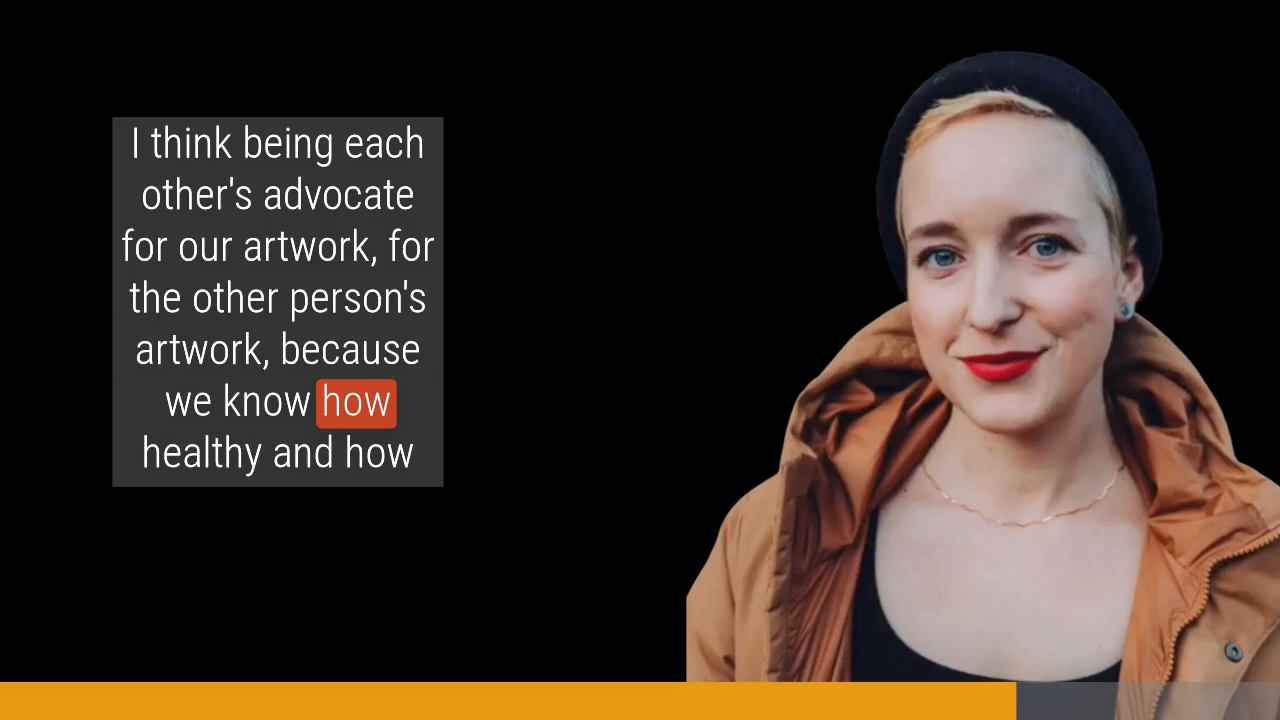 I think being each
other's advocate
for our artwork, for
the other person's
artwork, because
we know how
healthy and how